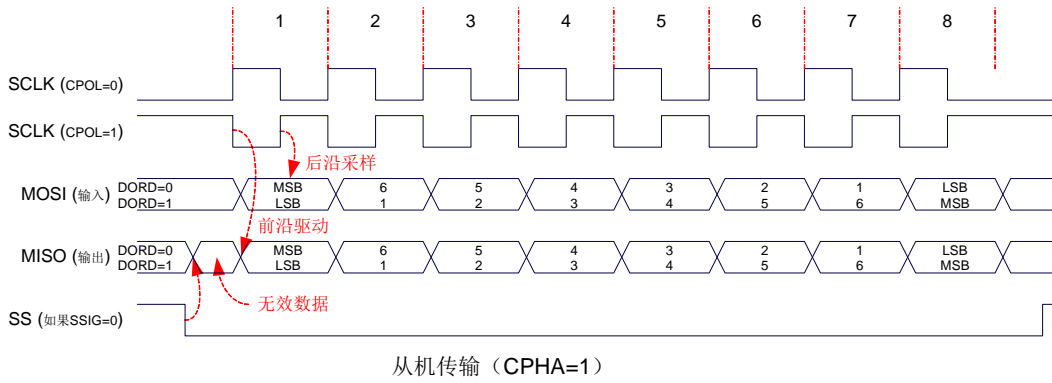 1 2 3 4 5 6 7 8
SCLK (CPOL=0)
SCLK (CPOL=1)
后沿采样
MOSI (输入) DORD=0 MSB 6 5 4 3 2 1 LSB
DORD=1 LSB 1 2 3 4 5 6 MSB
前沿驱动
MISO (输出) DORD=0 MSB 6 5 4 3 2 1 LSB
DORD=1 LSB 1 2 3 4 5 6 MSB
无效数据
SS (如果SSIG=0)
从机传输（CPHA=1）